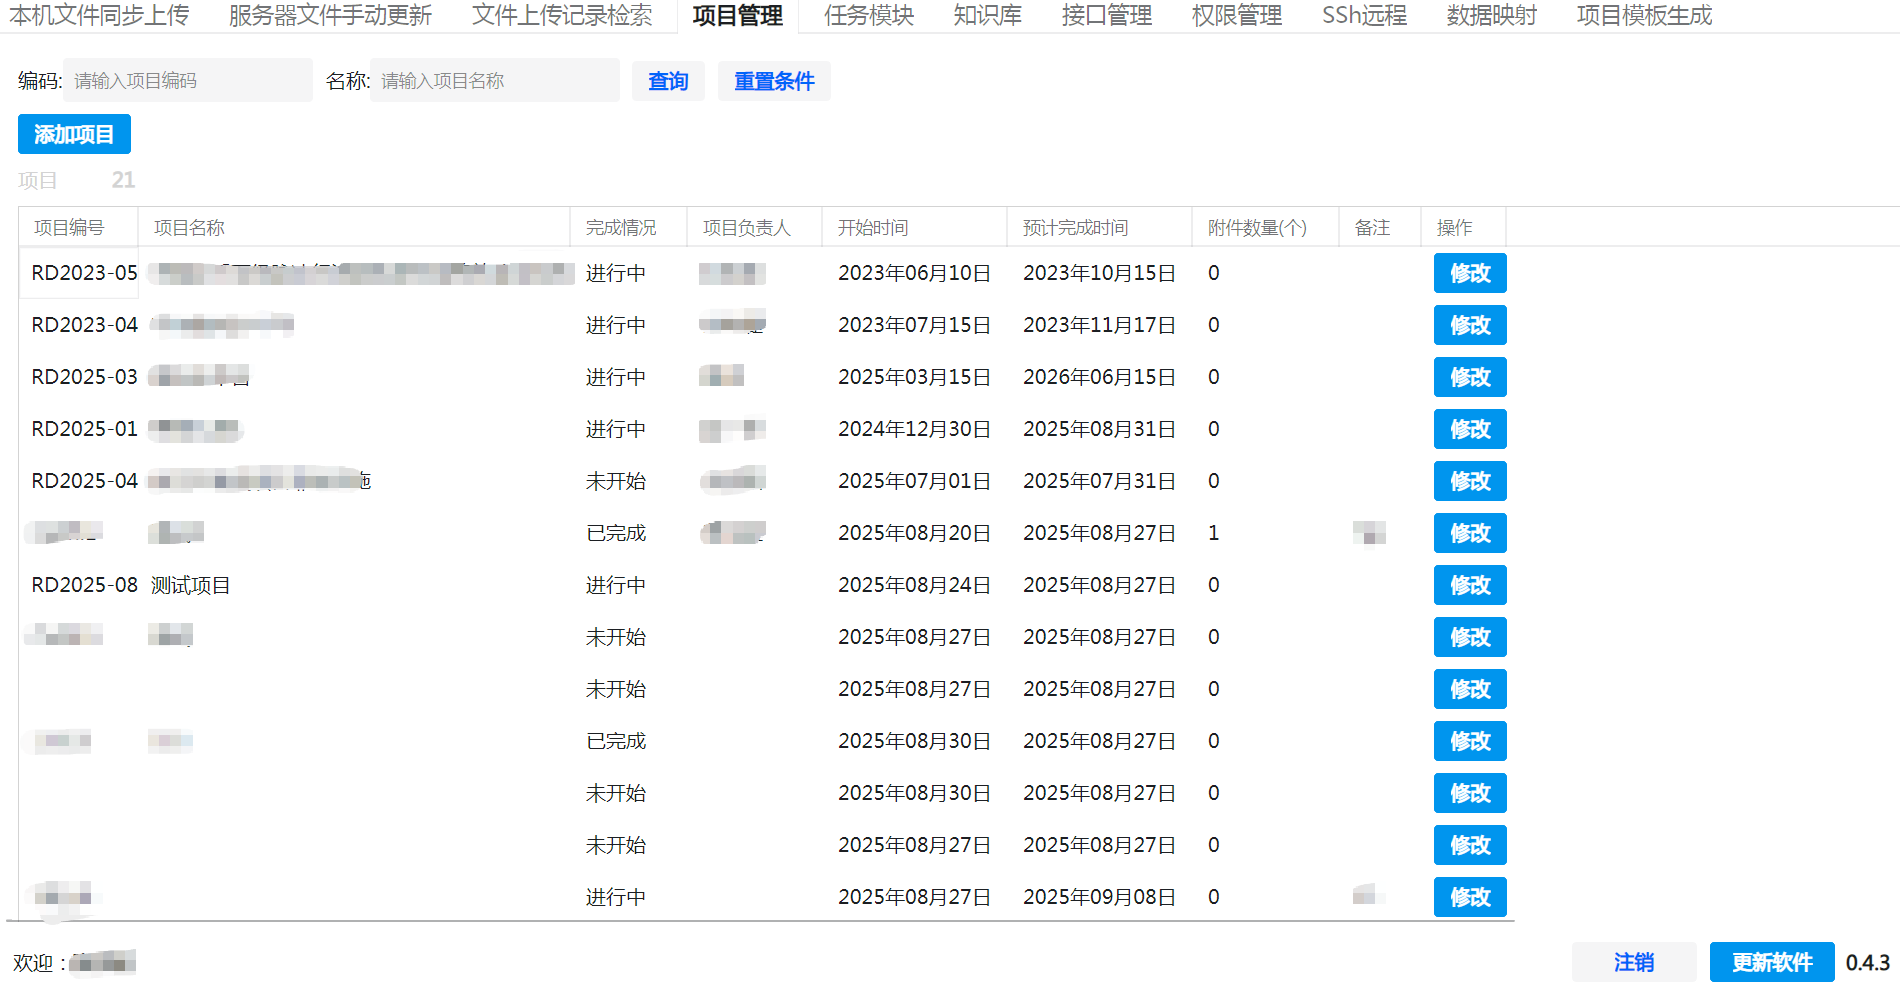 本机文件同步上传 服务器文件手动更新 文件上传记录检索 项目管理 任务模块 知识库 接口管理 权限管理 SSh远程 数据映射 项目模板生成
编码: 请输入项目编码 名称: 请输入项目名称 查询 重置条件
添加项目
项目 21
项目编号 项目名称 完成情况 项目负责人 开始时间 预计完成时间 附件数量(个) 备注 操作
RD2023-05 进行中 2023年06月10日 2023年10月15日 0 修改
RD2023-04 进行中 2023年07月15日 2023年11月17日 0 修改
RD2025-03 进行中 2025年03月15日 2026年06月15日 0 修改
RD2025-01 进行中 2024年12月30日 2025年08月31日 0 修改
RD2025-04 未开始 2025年07月01日 2025年07月31日 0 修改
已完成 2025年08月20日 2025年08月27日 1 修改
RD2025-08 测试项目 进行中 2025年08月24日 2025年08月27日 0 修改
未开始 2025年08月27日 2025年08月27日 0 修改
未开始 2025年08月27日 2025年08月27日 0 修改
已完成 2025年08月30日 2025年08月27日 0 修改
未开始 2025年08月30日 2025年08月27日 0 修改
未开始 2025年08月27日 2025年08月27日 0 修改
进行中 2025年08月27日 2025年09月08日 0 修改
欢迎： 注销 更新软件 0.4.3